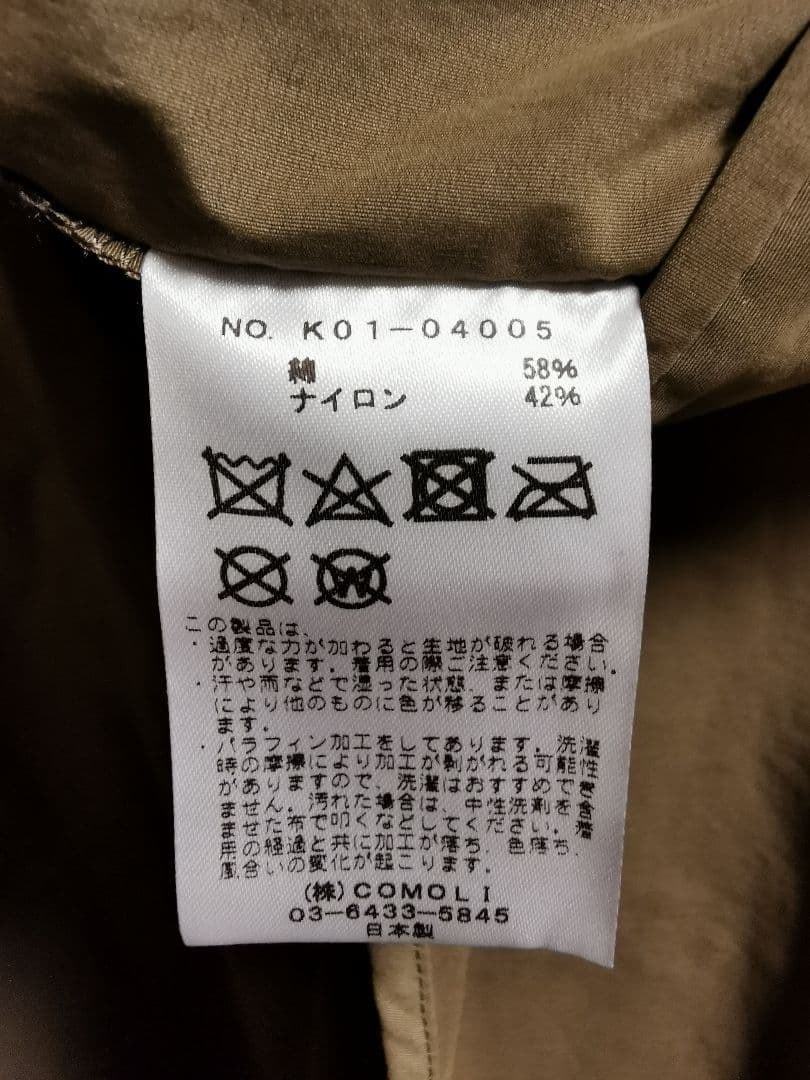 NO. K01-04005
綿 58%
ナイロン 42%
W
この製品は、
・過度な力が加わると生地が破れる場合
があります。着用の際ご注意ください。
・汗や雨などで湿った状態、または摩擦
により他のものに色が移ることがあり
ます。
・パラフィン加工をしてあります。洗濯
時の摩擦により加工が剥がれる可能性
がありますので、洗濯はおすすめでき
ません。汚れた場合は、中性洗剤を含
ませた布で叩くなどしてください。着
用の経過と共に加工が落ち、色落ち、
風合いの変化が起こります。
(株)COMOLI
03-6433-5845
日本製